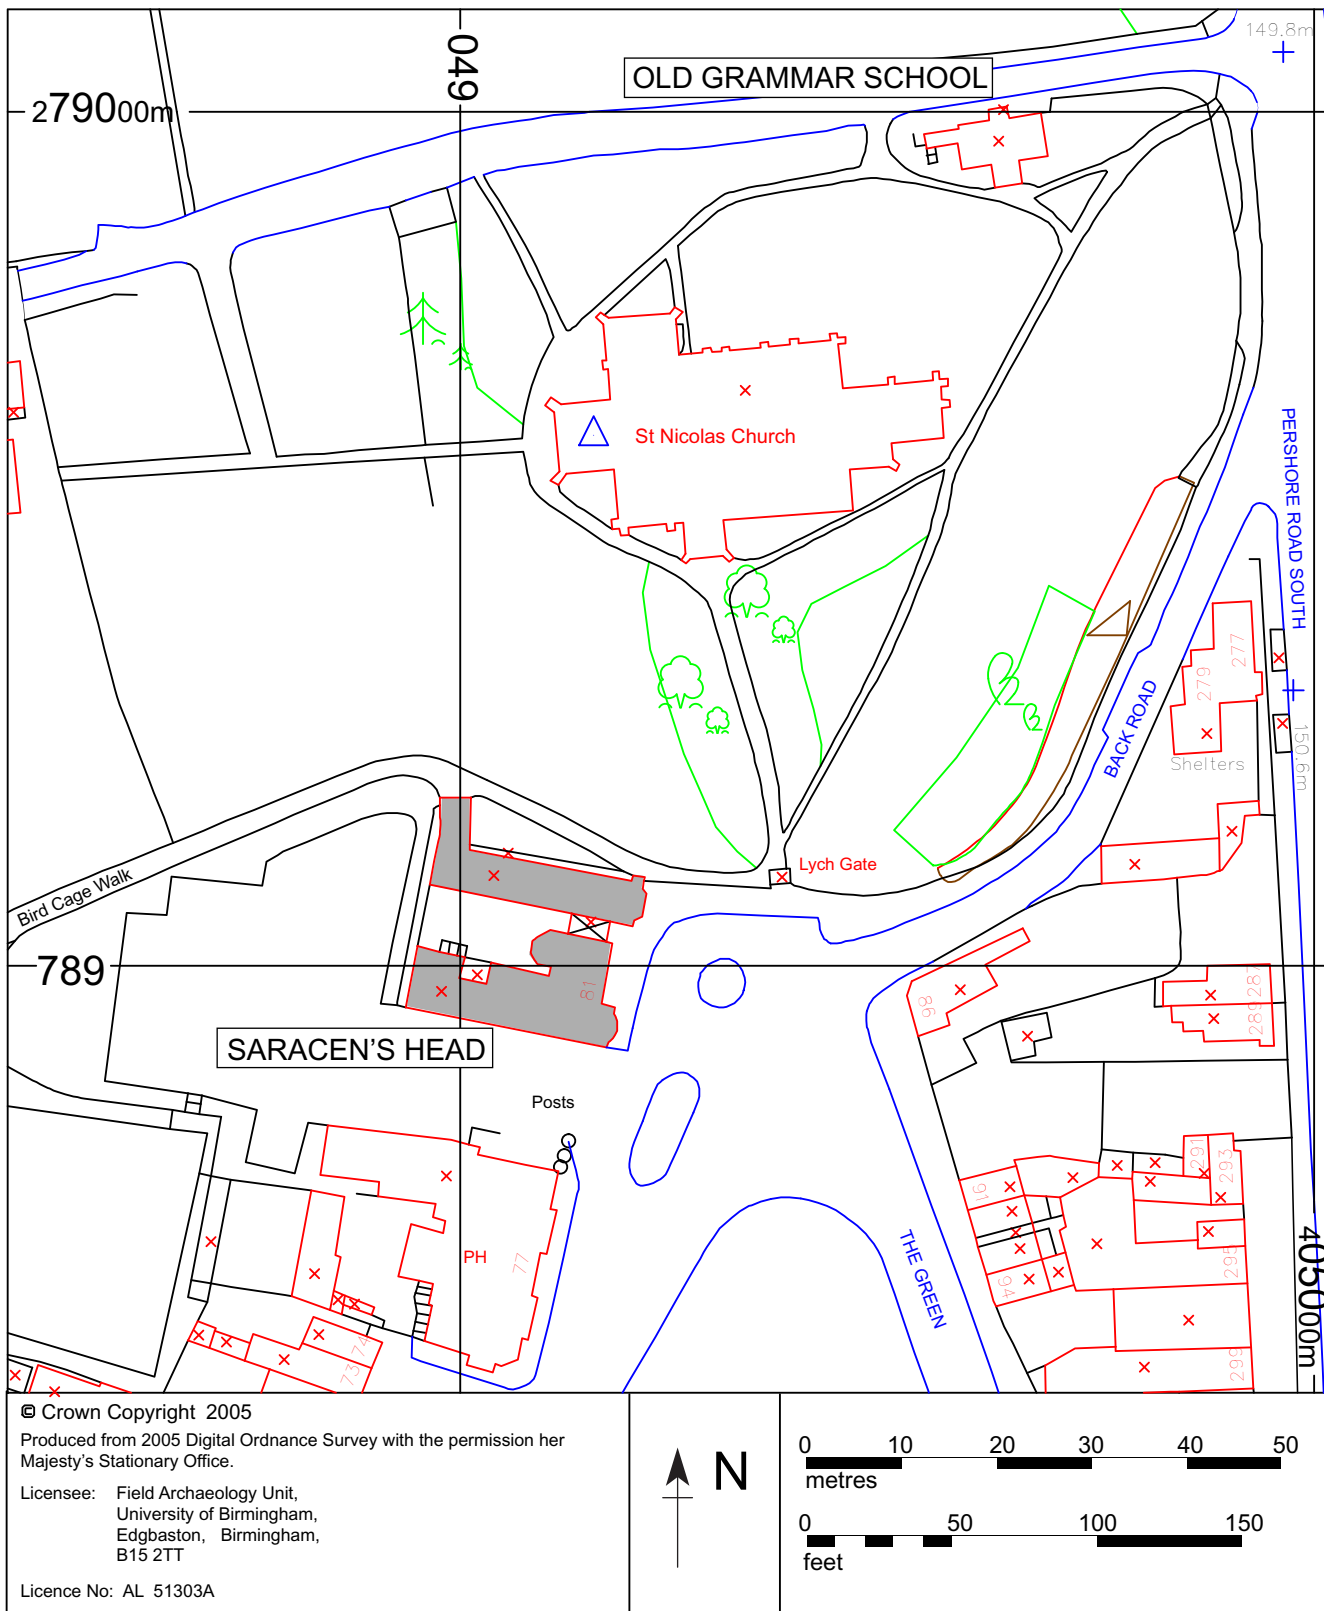 149.8m
049
OLD GRAMMAR SCHOOL
279000m
St Nicolas Church
PERSHORE ROAD SOUTH
277
279
BACK ROAD
150.6m
Shelters
Lych Gate
Bird Cage Walk
789
81
86
287
289
SARACEN'S HEAD
Posts
291
293
91
PH
77
THE GREEN
295
94
405000m
74
73
299
© Crown Copyright 2005
Produced from 2005 Digital Ordnance Survey with the permission her
Majesty's Stationary Office.
Licensee: Field Archaeology Unit,
University of Birmingham,
Edgbaston, Birmingham,
B15 2TT
Licence No: AL 51303A
N
0 10 20 30 40 50
metres
0 50 100 150
feet